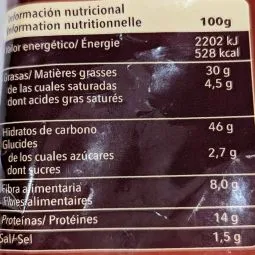 Información nutricional
Information nutritionnelle 100g
Valor energético/ Énergie 2202 kJ
528 kcal
Grasas/ Matières grasses 30 g
de las cuales saturadas 4,5 g
dont acides gras saturés
Hidratos de carbono 46 g
Glucides
de los cuales azúcares 2,7 g
dont sucres
Fibra alimentaria 8,0 g
Fibres alimentaires
Proteínas/ Protéines 14 g
Sal/ Sel 1,5 g